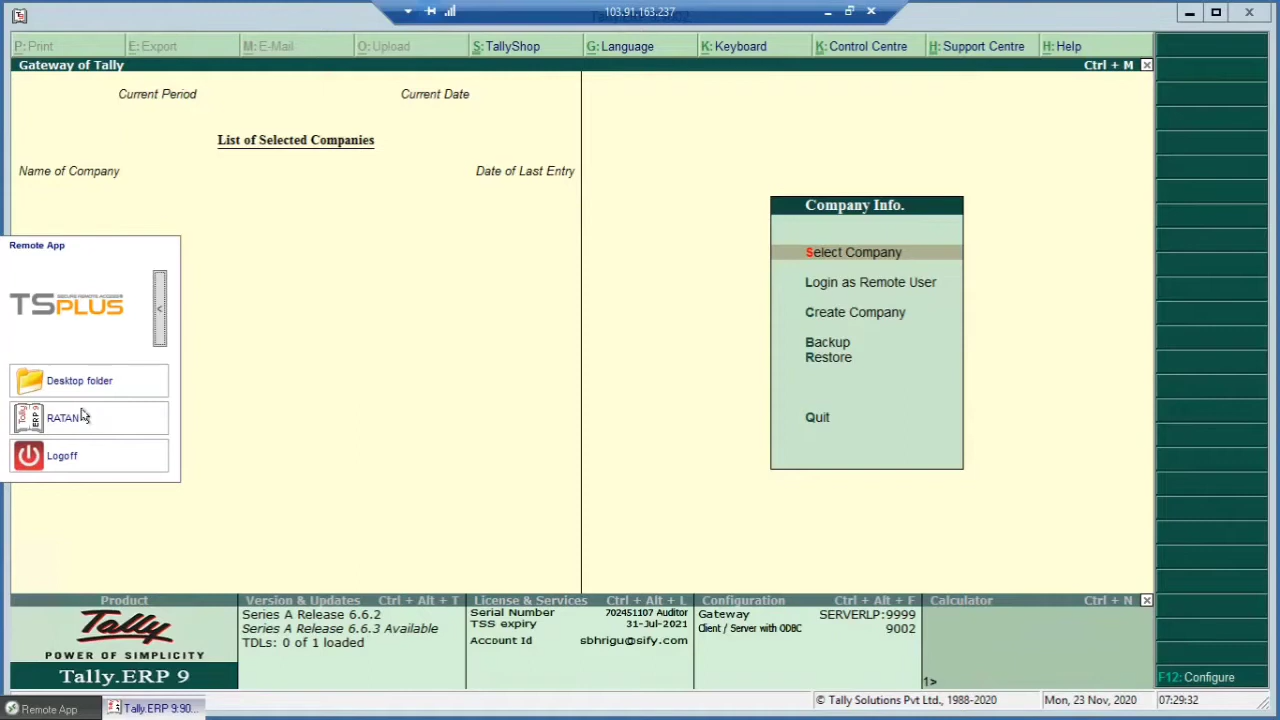 103.91.163.237
P: Print
E: Export
M: E-Mail
O: Upload
S: TallyShop
G: Language
K: Keyboard
K: Control Centre
H: Support Centre
H: Help
Gateway of Tally
Ctrl + M
Current Period
Current Date
List of Selected Companies
Name of Company
Date of Last Entry
Company Info.
Select Company
Login as Remote User
Create Company
Backup
Restore
Quit
Remote App
TSPLUS
SECURE REMOTE ACCESS
<
Desktop folder
Tally ERP 9
RATAN
Logoff
Product
Tally
POWER OF SIMPLICITY
Tally.ERP 9
Version & Updates Ctrl + Alt + T
Series A Release 6.6.2
Series A Release 6.6.3 Available
TDLs: 0 of 1 loaded
License & Services Ctrl + Alt + L
Serial Number 702451107 Auditor
TSS expiry 31-Jul-2021
Account Id sbhrigu@sify.com
Configuration Ctrl + Alt + F
Gateway SERVERLP:9999
Client / Server with ODBC 9002
Calculator Ctrl + N
1>
F12: Configure
Remote App
Tally.ERP 9:90...
© Tally Solutions Pvt Ltd., 1988-2020
Mon, 23 Nov, 2020
07:29:32